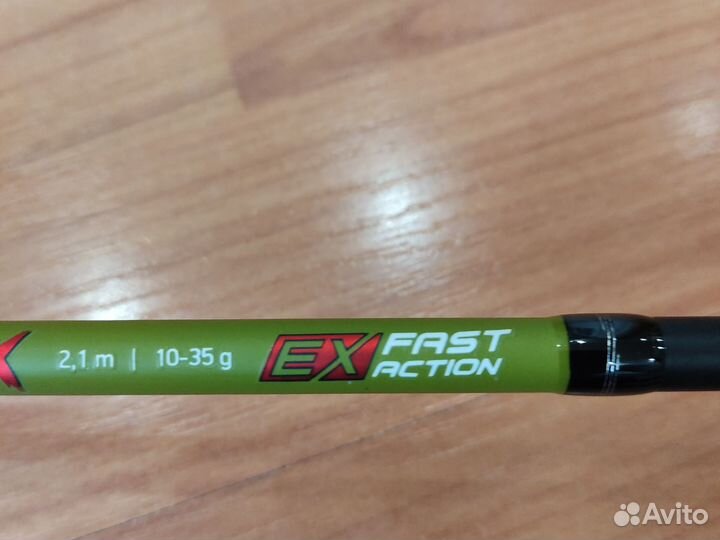 2,1 m | 10-35 g EX FAST
ACTION
Avito